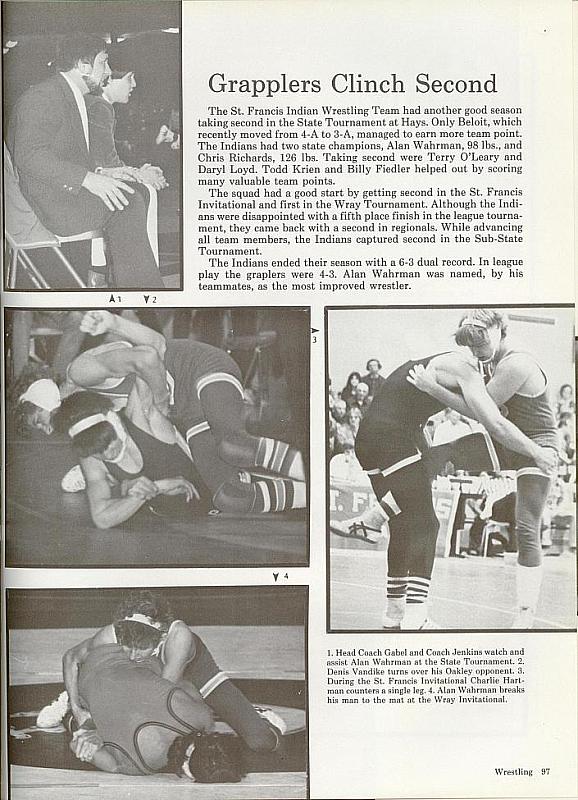 Grapplers Clinch Second
The St. Francis Indian Wrestling Team had another good season
taking second in the State Tournament at Hays. Only Beloit, which
recently moved from 4-A to 3-A, managed to earn more team point.
The Indians had two state champions, Alan Wahrman, 98 lbs., and
Chris Richards, 126 lbs. Taking second were Terry O'Leary and
Daryl Loyd. Todd Krien and Billy Fiedler helped out by scoring
many valuable team points.
The squad had a good start by getting second in the St. Francis
Invitational and first in the Wray Tournament. Although the Indi-
ans were disappointed with a fifth place finish in the league tourna-
ment, they came back with a second in regionals. While advancing
all team members, the Indians captured second in the Sub-State
Tournament.
The Indians ended their season with a 6-3 dual record. In league
play the graplers were 4-3. Alan Wahrman was named, by his
teammates, as the most improved wrestler.
1 2
3
4
T. FRA IS
1. Head Coach Gabel and Coach Jenkins watch and
assist Alan Wahrman at the State Tournament. 2.
Denis Vandike turns over his Oakley opponent. 3.
During the St. Francis Invitational Charlie Hart-
man counters a single leg. 4. Alan Wahrman breaks
his man to the mat at the Wray Invitational.
Wrestling 97